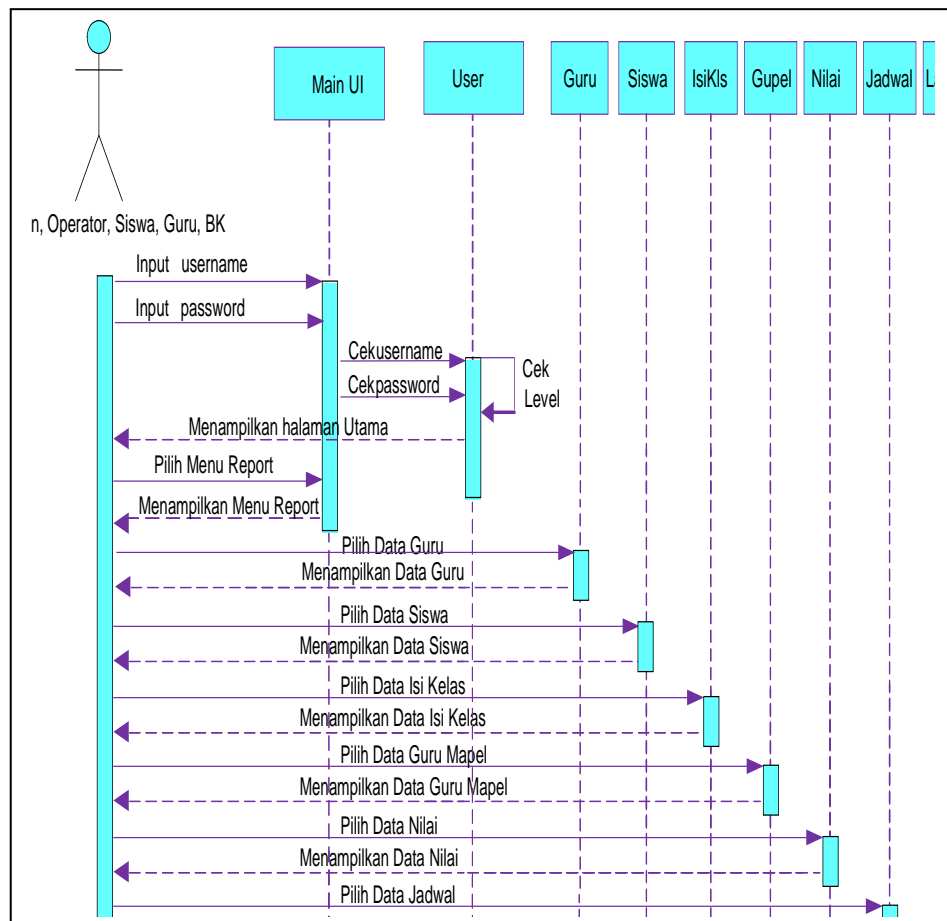 Main UI
User
Guru
Siswa
IsiKls
Gupel
Nilai
Jadwal
n, Operator, Siswa, Guru, BK
Input username
Input password
Cekusername
Cek
Cekpassword
Level
Menampilkan halaman Utama
Pilih Menu Report
Menampilkan Menu Report
Pilih Data Guru
Menampilkan Data Guru
Pilih Data Siswa
Menampilkan Data Siswa
Pilih Data Isi Kelas
Menampilkan Data Isi Kelas
Pilih Data Guru Mapel
Menampilkan Data Guru Mapel
Pilih Data Nilai
Menampilkan Data Nilai
Pilih Data Jadwal